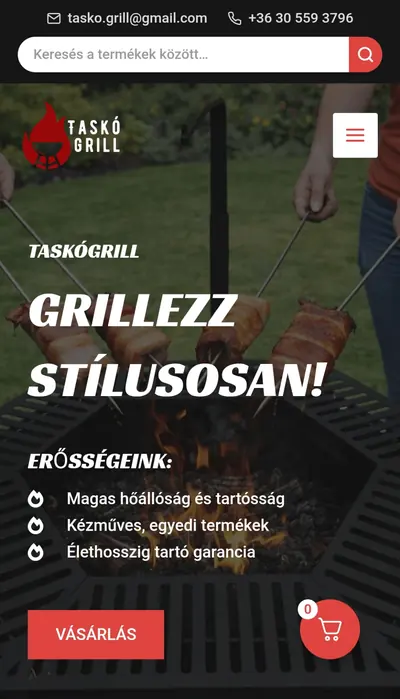 tasko.grill@gmail.com +36 30 559 3796
Keresés a termékek között...
TASKÓ
GRILL
TASKÓGRILL
GRILLEZZ
STÍLUSOSAN!
ERŐSSÉGEINK:
Magas hőállóság és tartósság
Kézműves, egyedi termékek
Élethosszig tartó garancia
VÁSÁRLÁS
0